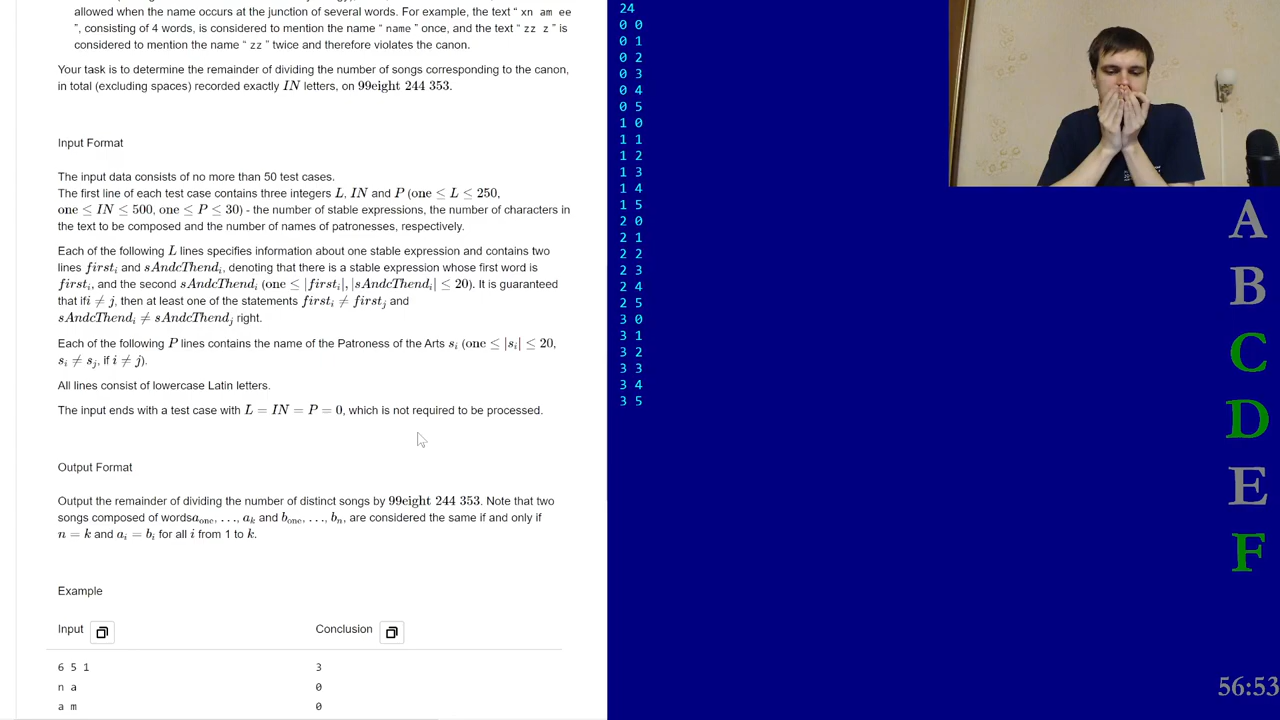 allowed when the name occurs at the junction of several words. For example, the text “ xn am ee
”, consisting of 4 words, is considered to mention the name “ name ” once, and the text “ zz z ” is
considered to mention the name “ zz ” twice and therefore violates the canon.
Your task is to determine the remainder of dividing the number of songs corresponding to the canon,
in total (excluding spaces) recorded exactly IN letters, on 99eight 244 353.
Input Format
The input data consists of no more than 50 test cases.
The first line of each test case contains three integers L, IN and P (one ≤ L ≤ 250,
one ≤ IN ≤ 500, one ≤ P ≤ 30) - the number of stable expressions, the number of characters in
the text to be composed and the number of names of patronesses, respectively.
Each of the following L lines specifies information about one stable expression and contains two
lines first_i and sAndcThend_i, denoting that there is a stable expression whose first word is
first_i, and the second sAndcThend_i (one ≤ |first_i|, |sAndcThend_i| ≤ 20). It is guaranteed
that ifi ≠ j, then at least one of the statements first_i ≠ first_j and
sAndcThend_i ≠ sAndcThend_j right.
Each of the following P lines contains the name of the Patroness of the Arts s_i (one ≤ |s_i| ≤ 20,
s_i ≠ s_j, if i ≠ j).
All lines consist of lowercase Latin letters.
The input ends with a test case with L = IN = P = 0, which is not required to be processed.
Output Format
Output the remainder of dividing the number of distinct songs by 99eight 244 353. Note that two
songs composed of wordsa_one, …, a_k and b_one, …, b_n, are considered the same if and only if
n = k and a_i = b_i for all i from 1 to k.
Example
Input Conclusion
6 5 1 3
n a 0
a m 0
24
0 0
0 1
0 2
0 3
0 4
0 5
1 0
1 1
1 2
1 3
1 4
1 5
2 0
2 1
2 2
2 3
2 4
2 5
3 0
3 1
3 2
3 3
3 4
3 5
A
B
C
D
E
F
56:53